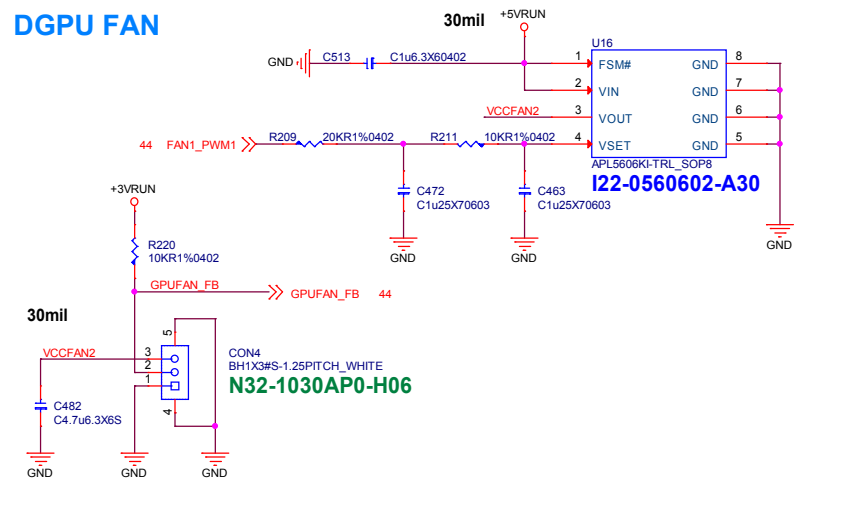 DGPU FAN
30mil
+5VRUN
U16
GND
C513
C1u6.3X60402
1
FSM#
GND
8
2
VIN
GND
7
VCCFAN2
3
VOUT
GND
6
44 FAN1_PWM1
R209
20KR1%0402
R211
10KR1%0402
4
VSET
GND
5
APL5606KI-TRL_SOP8
I22-0560602-A30
C472
C1u25X70603
C463
C1u25X70603
GND
GND
GND
+3VRUN
R220
10KR1%0402
GPUFAN_FB
GPUFAN_FB 44
30mil
VCCFAN2
5
3
2
1
4
CON4
BH1X3#S-1.25PITCH_WHITE
N32-1030AP0-H06
C482
C4.7u6.3X6S
GND
GND
GND